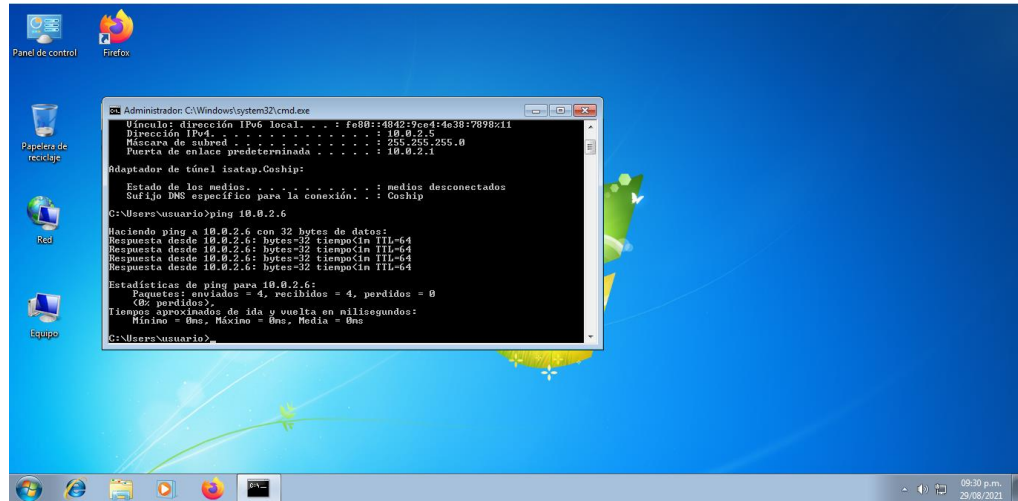 Panel de control
Firefox
Administrador: C:\Windows\system32\cmd.exe
Vínculo: dirección IPv6 local. . . : fe80::4842:9ce4:4e38:7898%11
Dirección IPv4. . . . . . . . . . . . . . : 10.0.2.5
Máscara de subred . . . . . . . . . . . . : 255.255.255.0
Puerta de enlace predeterminada . . . . . : 10.0.2.1
Adaptador de túnel isatap.Coship:
Estado de los medios. . . . . . . . . . . : medios desconectados
Sufijo DNS específico para la conexión. . : Coship
C:\Users\usuario>ping 10.0.2.6
Haciendo ping a 10.0.2.6 con 32 bytes de datos:
Respuesta desde 10.0.2.6: bytes=32 tiempo<1m TTL=64
Respuesta desde 10.0.2.6: bytes=32 tiempo<1m TTL=64
Respuesta desde 10.0.2.6: bytes=32 tiempo<1m TTL=64
Respuesta desde 10.0.2.6: bytes=32 tiempo<1m TTL=64
Estadísticas de ping para 10.0.2.6:
Paquetes: enviados = 4, recibidos = 4, perdidos = 0
(0% perdidos),
Tiempos aproximados de ida y vuelta en milisegundos:
Mínimo = 0ms, Máximo = 0ms, Media = 0ms
C:\Users\usuario>_
Papelera de
reciclaje
Red
Equipo
09:30 p.m.
29/08/2021